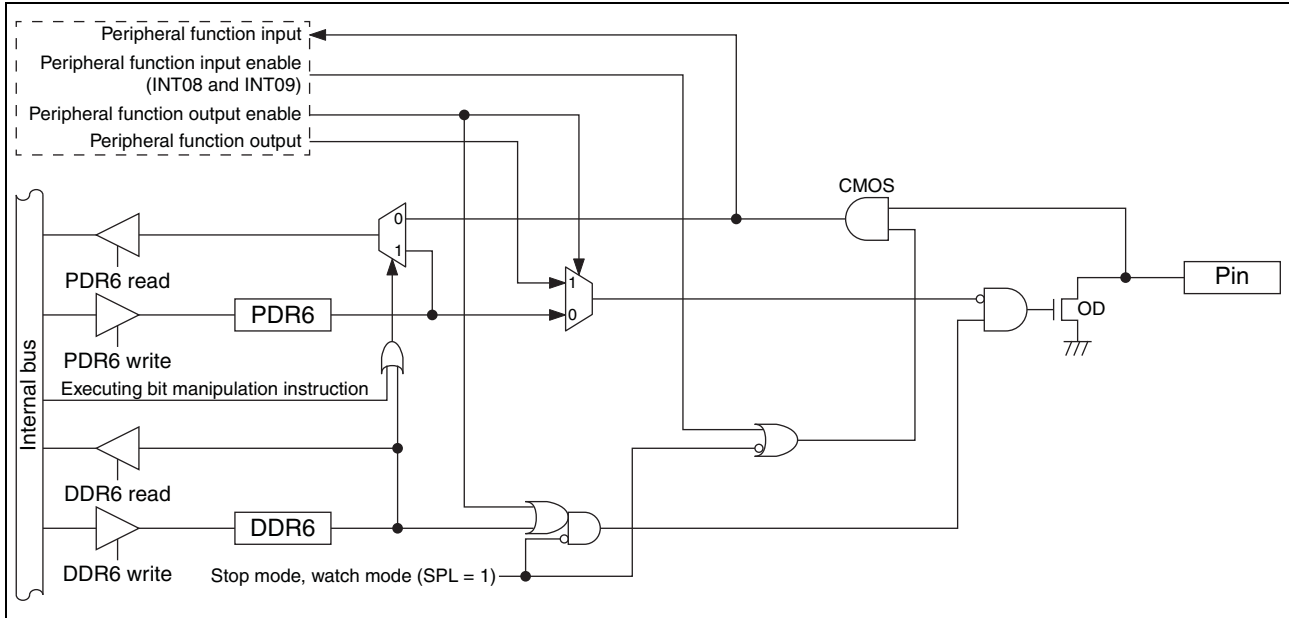 Peripheral function input
Peripheral function input enable
(INT08 and INT09)
Peripheral function output enable
Peripheral function output
CMOS
0
1
PDR6 read
1
0
Pin
OD
PDR6
PDR6 write
Executing bit manipulation instruction
Internal bus
DDR6 read
DDR6
DDR6 write
Stop mode, watch mode (SPL = 1)